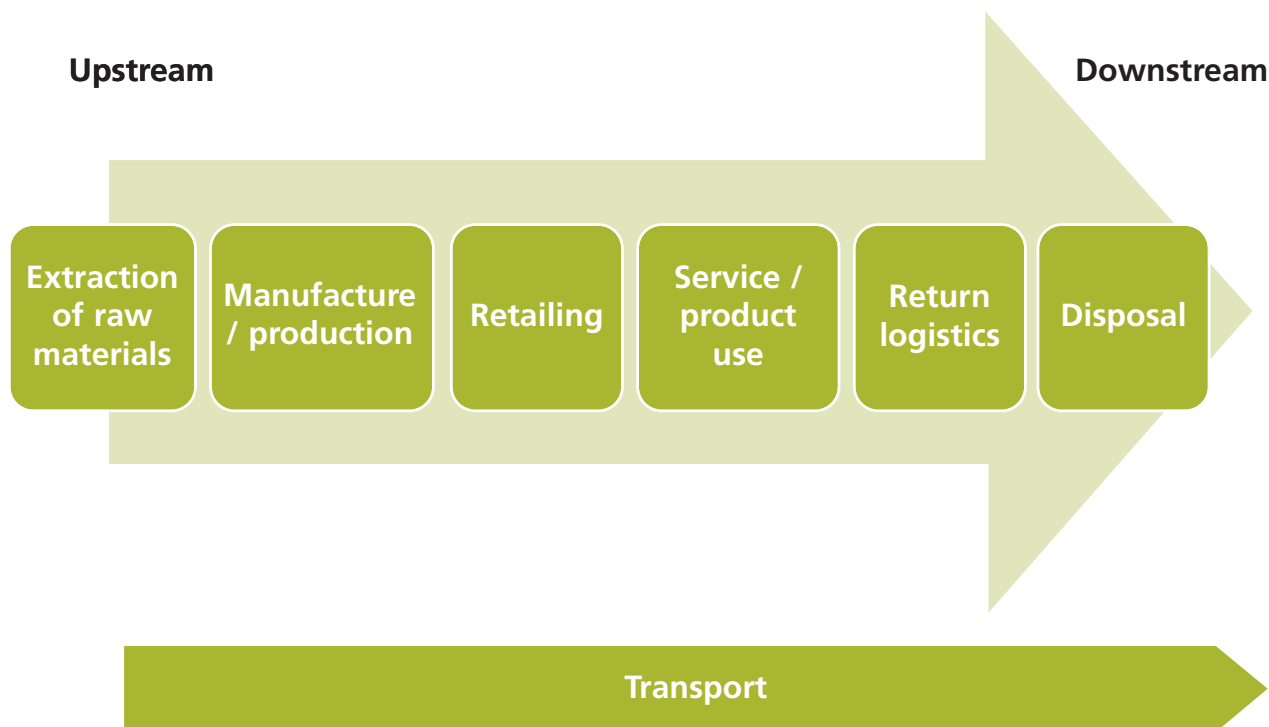 Upstream
Downstream
Extraction
of raw
materials
Manufacture
/ production
Retailing
Service /
product
use
Return
logistics
Disposal
Transport